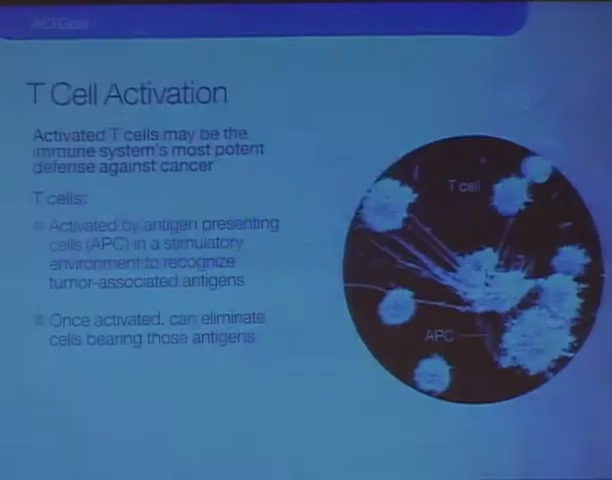 T Cell Activation
Activated T cells may be the
immune system's most potent
defense against cancer
T cells:
Activated by antigen presenting
cells (APC) in a stimulatory
environment to recognize
tumor-associated antigens
Once activated, can eliminate
cells bearing those antigens
T cell
APC